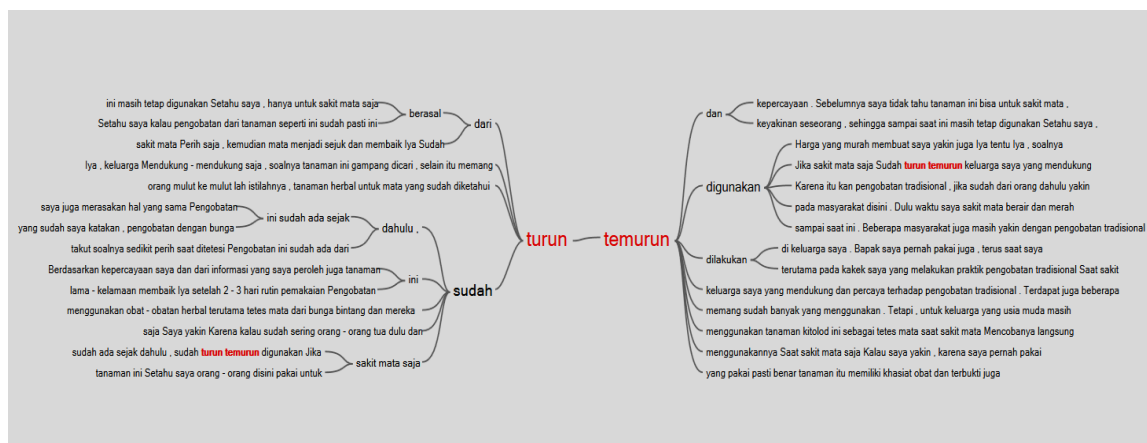 ini masih tetap digunakan Setahu saya , hanya untuk sakit mata saja
Setahu saya kalau pengobatan dari tanaman seperti ini sudah pasti ini
berasal
sakit mata Perih saja , kemudian mata menjadi sejuk dan membaik Iya Sudah
dari
Iya , keluarga Mendukung - mendukung saja , soalnya tanaman ini gampang dicari , selain itu memang
orang mulut ke mulut lah istilahnya , tanaman herbal untuk mata yang sudah diketahui
saya juga merasakan hal yang sama Pengobatan
yang sudah saya katakan , pengobatan dengan bunga
ini sudah ada sejak
takut soalnya sedikit perih saat ditetesi Pengobatan ini sudah ada dari
dahulu ,
Berdasarkan kepercayaan saya dan dari informasi yang saya peroleh juga tanaman
lama - kelamaan membaik Iya setelah 2 - 3 hari rutin pemakaian Pengobatan
ini
menggunakan obat - obatan herbal terutama tetes mata dari bunga bintang dan mereka
saja Saya yakin Karena kalau sudah sering orang - orang tua dulu dan
sudah ada sejak dahulu , sudah turun temurun digunakan Jika
tanaman ini Setahu saya orang - orang disini pakai untuk
sakit mata saja
sudah
turun
temurun
dan
kepercayaan . Sebelumnya saya tidak tahu tanaman ini bisa untuk sakit mata ,
keyakinan seseorang , sehingga sampai saat ini masih tetap digunakan Setahu saya ,
digunakan
Harga yang murah membuat saya yakin juga Iya tentu Iya , soalnya
Jika sakit mata saja Sudah turun temurun keluarga saya yang mendukung
Karena itu kan pengobatan tradisional , jika sudah dari orang dahulu yakin
pada masyarakat disini . Dulu waktu saya sakit mata berair dan merah
sampai saat ini . Beberapa masyarakat juga masih yakin dengan pengobatan tradisional
dilakukan
di keluarga saya . Bapak saya pernah pakai juga , terus saat saya
terutama pada kakek saya yang melakukan praktik pengobatan tradisional Saat sakit
keluarga saya yang mendukung dan percaya terhadap pengobatan tradisional . Terdapat juga beberapa
memang sudah banyak yang menggunakan . Tetapi , untuk keluarga yang usia muda masih
menggunakan tanaman kitolod ini sebagai tetes mata saat sakit mata Mencobanya langsung
menggunakannya Saat sakit mata saja Kalau saya yakin , karena saya pernah pakai
yang pakai pasti benar tanaman itu memiliki khasiat obat dan terbukti juga